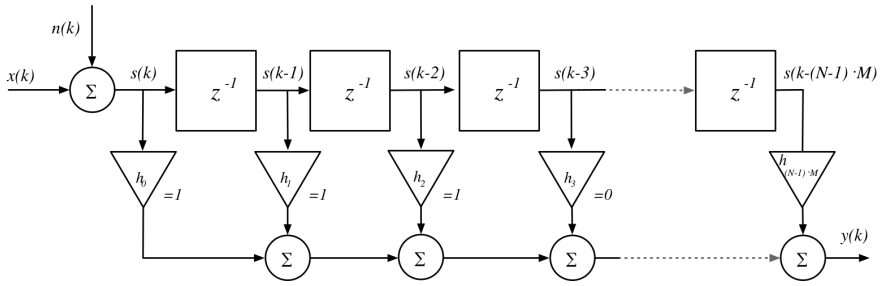 n(k)
x(k) Σ s(k) z⁻¹ s(k-1) z⁻¹ s(k-2) z⁻¹ s(k-3) z⁻¹ s(k-(N-1)·M)
h₀ =1 h₁ =1 h₂ =1 h₃ =0 h₍N-1₎·M
Σ Σ Σ Σ y(k)